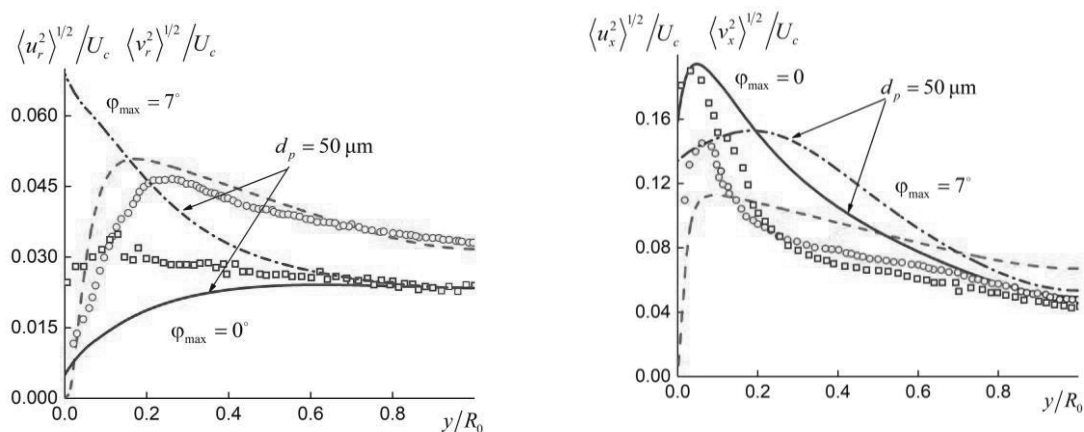 ⟨u_r^2⟩^{1/2}/U_c ⟨v_r^2⟩^{1/2}/U_c
0.060
0.045
0.030
0.015
0.000
φ_max = 7°
d_p = 50 μm
φ_max = 0°
0.0 0.2 0.4 0.6 0.8 y/R_0
⟨u_x^2⟩^{1/2}/U_c ⟨v_x^2⟩^{1/2}/U_c
φ_max = 0
d_p = 50 μm
0.16
0.12
0.08
0.04
0.00
φ_max = 7°
0.0 0.2 0.4 0.6 0.8 y/R_0